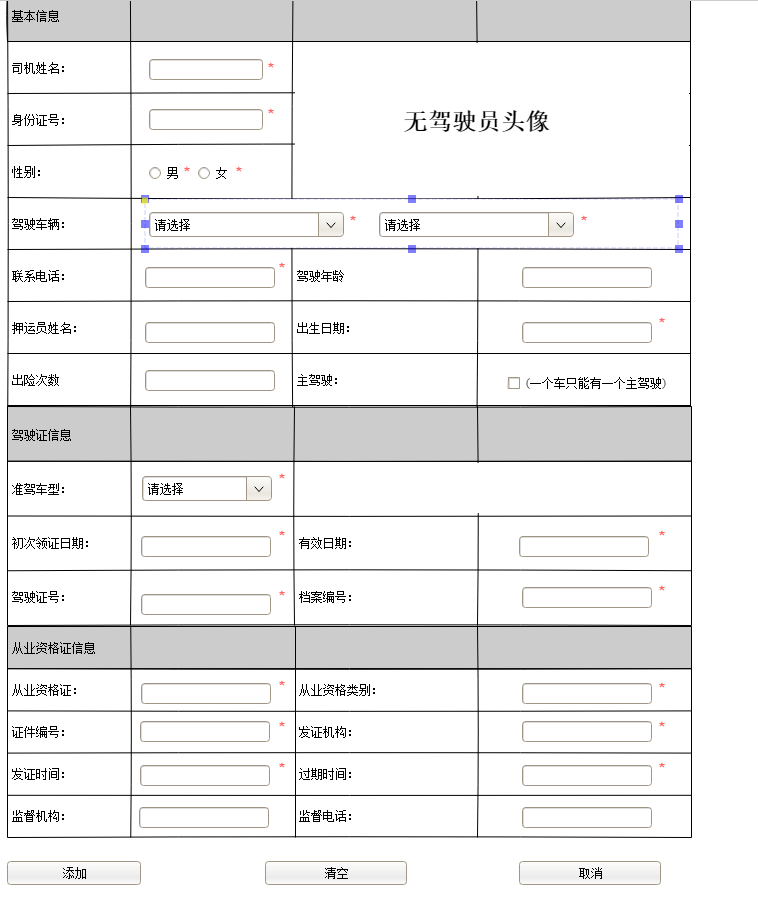 基本信息
司机姓名： *
身份证号： *
无驾驶员头像
性别： 男 * 女 *
驾驶车辆： 请选择 * 请选择 *
联系电话： * 驾驶年龄
押运员姓名： 出生日期： *
出险次数 主驾驶： (一个车只能有一个主驾驶)
驾驶证信息
准驾车型： 请选择 *
初次领证日期： * 有效日期： *
驾驶证号： * 档案编号： *
从业资格证信息
从业资格证： * 从业资格类别： *
证件编号： * 发证机构： *
发证时间： * 过期时间： *
监督机构： 监督电话：
添加 清空 取消